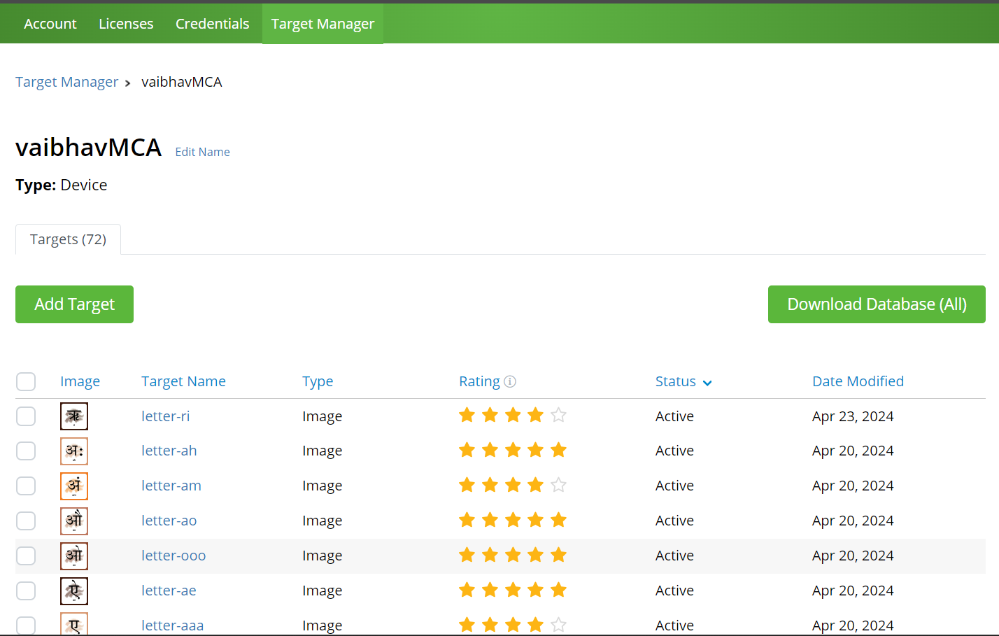 Account Licenses Credentials Target Manager
Target Manager › vaibhavMCA
vaibhavMCA Edit Name
Type: Device
Targets (72)
Add Target Download Database (All)
Image Target Name Type Rating Status Date Modified
ऋ letter-ri Image Active Apr 23, 2024
अः letter-ah Image Active Apr 20, 2024
अं letter-am Image Active Apr 20, 2024
औ letter-ao Image Active Apr 20, 2024
ओ letter-ooo Image Active Apr 20, 2024
ऐ letter-ae Image Active Apr 20, 2024
ए letter-aaa Image Active Apr 20, 2024